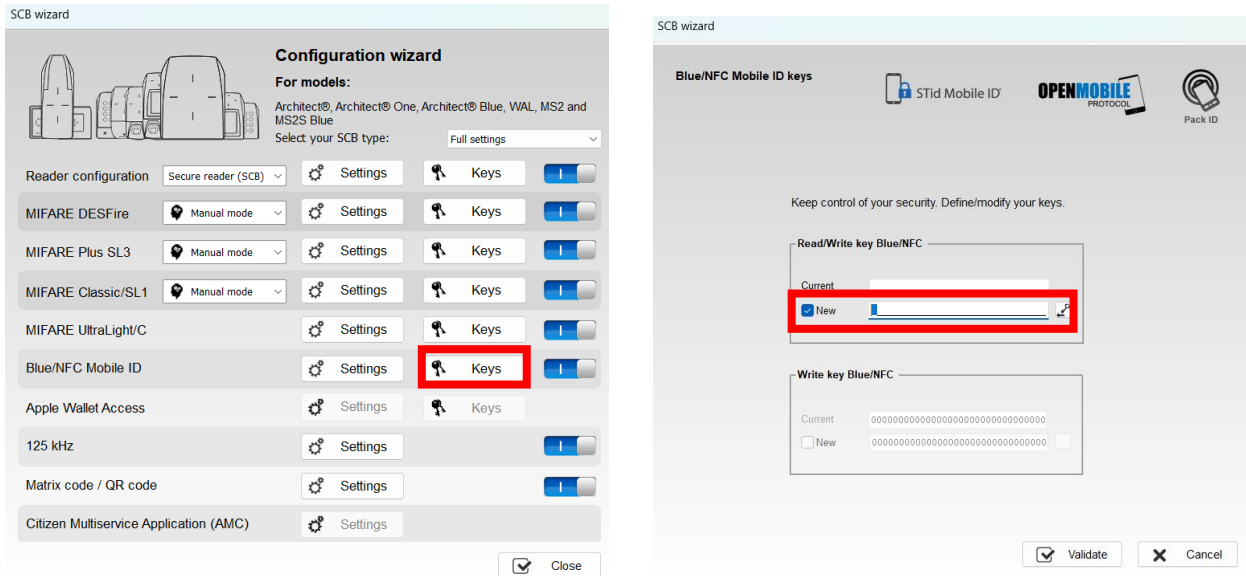 SCB wizard
Configuration wizard
For models:
Architect®, Architect® One, Architect® Blue, WAL, MS2 and
MS2S Blue
Select your SCB type: Full settings
Reader configuration Secure reader (SCB) Settings Keys
MIFARE DESFire Manual mode Settings Keys
MIFARE Plus SL3 Manual mode Settings Keys
MIFARE Classic/SL1 Manual mode Settings Keys
MIFARE UltraLight/C Settings Keys
Blue/NFC Mobile ID Settings Keys
Apple Wallet Access Settings Keys
125 kHz Settings
Matrix code / QR code Settings
Citizen Multiservice Application (AMC) Settings
Close
SCB wizard
Blue/NFC Mobile ID keys
STid Mobile ID®
OPENMOBILE
PROTOCOL
Pack ID
Keep control of your security. Define/modify your keys.
Read/Write key Blue/NFC
Current
New
Write key Blue/NFC
Current 00000000000000000000000000000000
New 00000000000000000000000000000000
Validate Cancel